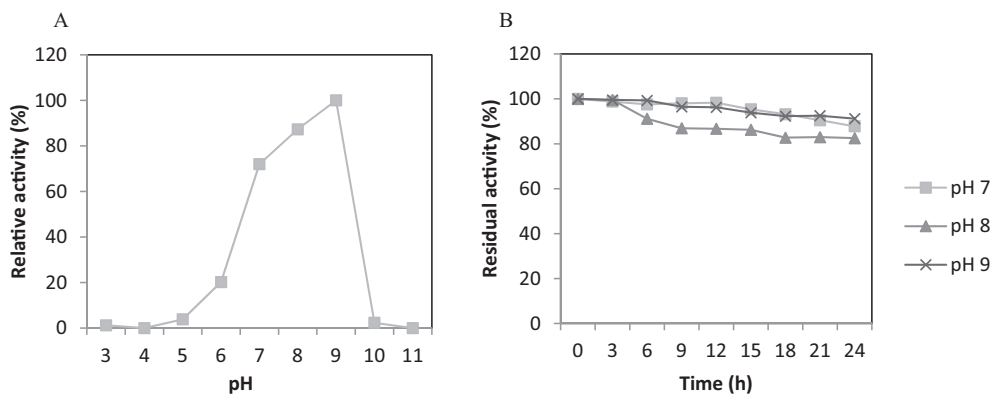 A
Relative activity (%)
120
100
80
60
40
20
0
3 4 5 6 7 8 9 10 11
pH
B
Residual activity (%)
120
100
80
60
40
20
0
0 3 6 9 12 15 18 21 24
Time (h)
pH 7
pH 8
pH 9